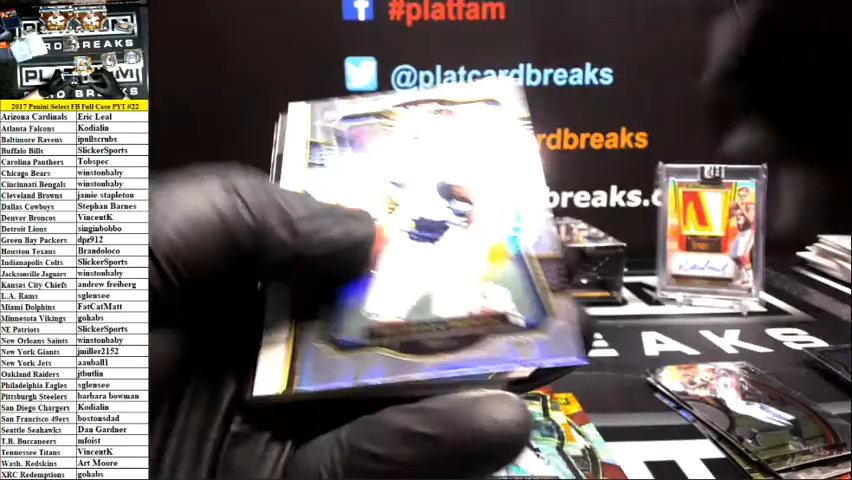 #platfam
@platcardbreaks
rdbreaks
breaks.c
BREAKS
PLAT M
2017 Panini Select FB Full Case PYT #22
Arizona Cardinals Eric Leal
Atlanta Falcons Kodialin
Baltimore Ravens ipullscrubs
Buffalo Bills SlickerSports
Carolina Panthers Tobspec
Chicago Bears winstonbaby
Cincinnati Bengals winstonbaby
Cleveland Browns jamie stapleton
Dallas Cowboys Stephan Barnes
Denver Broncos VincentK
Detroit Lions singinbobbo
Green Bay Packers dpz912
Houston Texans Brandoloco
Indianapolis Colts SlickerSports
Jacksonville Jaguars winstonbaby
Kansas City Chiefs andrew freiberg
L.A. Rams sglensee
Miami Dolphins FatCatMatt
Minnesota Vikings gohabs
NE Patriots SlickerSports
New Orleans Saints winstonbaby
New York Giants jmiller2152
New York Jets aauball1
Oakland Raiders jtbutlin
Philadelphia Eagles sglensee
Pittsburgh Steelers barbara bowman
San Diego Chargers Kodialin
San Francisco 49ers bostonsdad
Seattle Seahawks Dan Gardner
T.B. Buccaneers mfoist
Tennessee Titans VincentK
Wash. Redskins Art Moore
XRC Redemptions gohabs